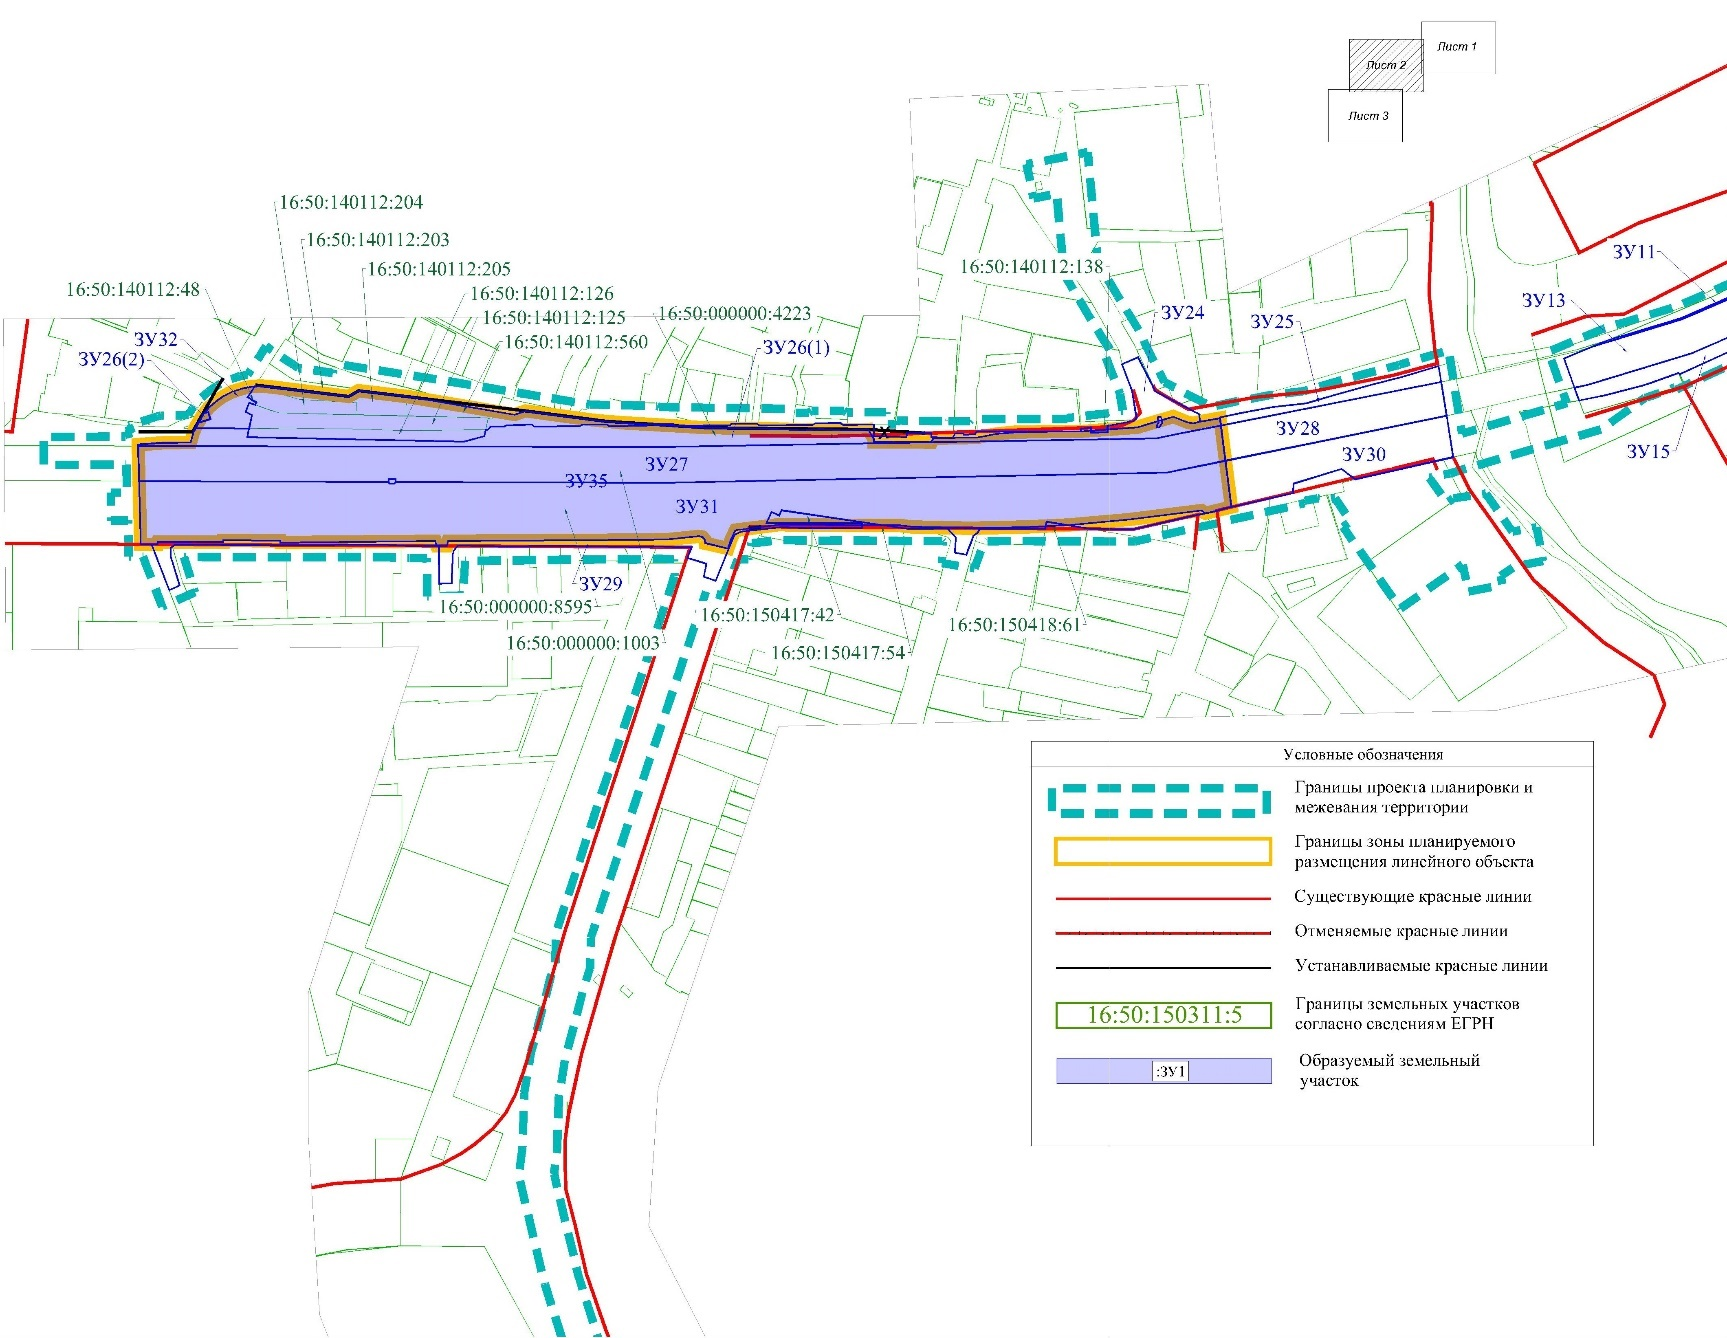 Лист 1
Лист 2
Лист 3
16:50:140112:204
16:50:140112:203
16:50:140112:205
16:50:140112:48
16:50:140112:126
16:50:140112:125
16:50:140112:560
16:50:000000:4223
16:50:140112:138
ЗУ11
ЗУ13
ЗУ24
ЗУ25
ЗУ32
ЗУ26(2)
ЗУ26(1)
ЗУ28
ЗУ30
ЗУ15
ЗУ27
ЗУ35
ЗУ31
ЗУ29
16:50:000000:8595
16:50:000000:1003
16:50:150417:42
16:50:150417:54
16:50:150418:61
Условные обозначения
Границы проекта планировки и
межевания территории
Границы зоны планируемого
размещения линейного объекта
Существующие красные линии
Отменяемые красные линии
Устанавливаемые красные линии
16:50:150311:5
Границы земельных участков
согласно сведениям ЕГРН
:ЗУ1
Образуемый земельный
участок